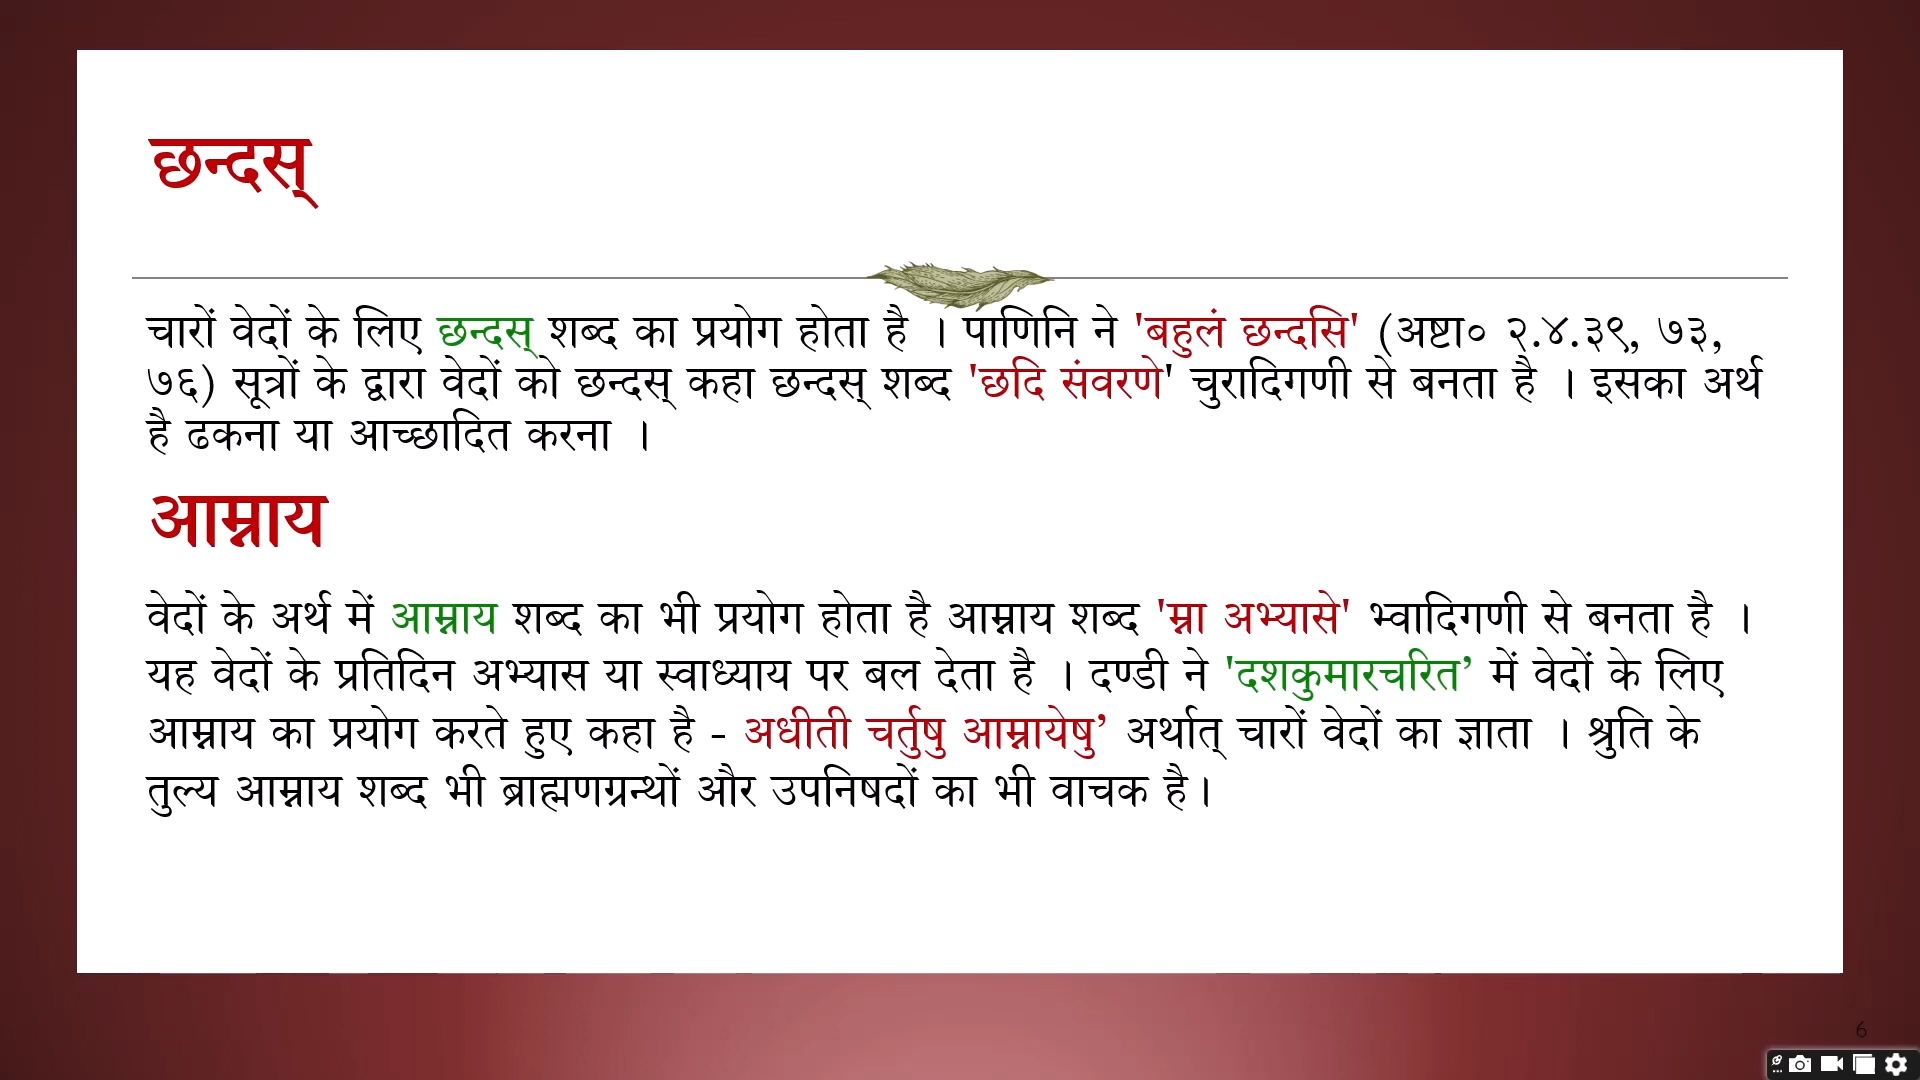 छन्दस्
चारों वेदों के लिए छन्दस् शब्द का प्रयोग होता है । पाणिनि ने 'बहुलं छन्दसि' (अष्टा० २.४.३९, ७३,
७६) सूत्रों के द्वारा वेदों को छन्दस् कहा छन्दस् शब्द 'छदि संवरणे' चुरादिगणी से बनता है । इसका अर्थ
है ढकना या आच्छादित करना ।
आम्नाय
वेदों के अर्थ में आम्नाय शब्द का भी प्रयोग होता है आम्नाय शब्द 'म्ना अभ्यासे' भ्वादिगणी से बनता है ।
यह वेदों के प्रतिदिन अभ्यास या स्वाध्याय पर बल देता है । दण्डी ने 'दशकुमारचरित’ में वेदों के लिए
आम्नाय का प्रयोग करते हुए कहा है - अधीती चर्तुषु आम्नायेषु’ अर्थात् चारों वेदों का ज्ञाता । श्रुति के
तुल्य आम्नाय शब्द भी ब्राह्मणग्रन्थों और उपनिषदों का भी वाचक है।
6